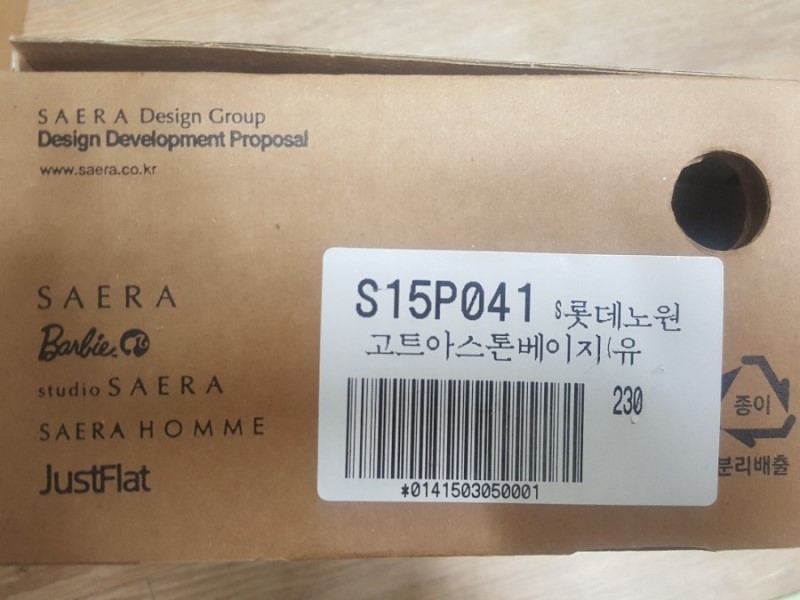 SAERA Design Group
Design Development Proposal
www.saera.co.kr
SAERA
Barbie
studio SAERA
SAERA HOMME
JustFlat
S15P041 S롯데노원
고트아스톤베이지(유
230
*0141503050001
종이
분리배출